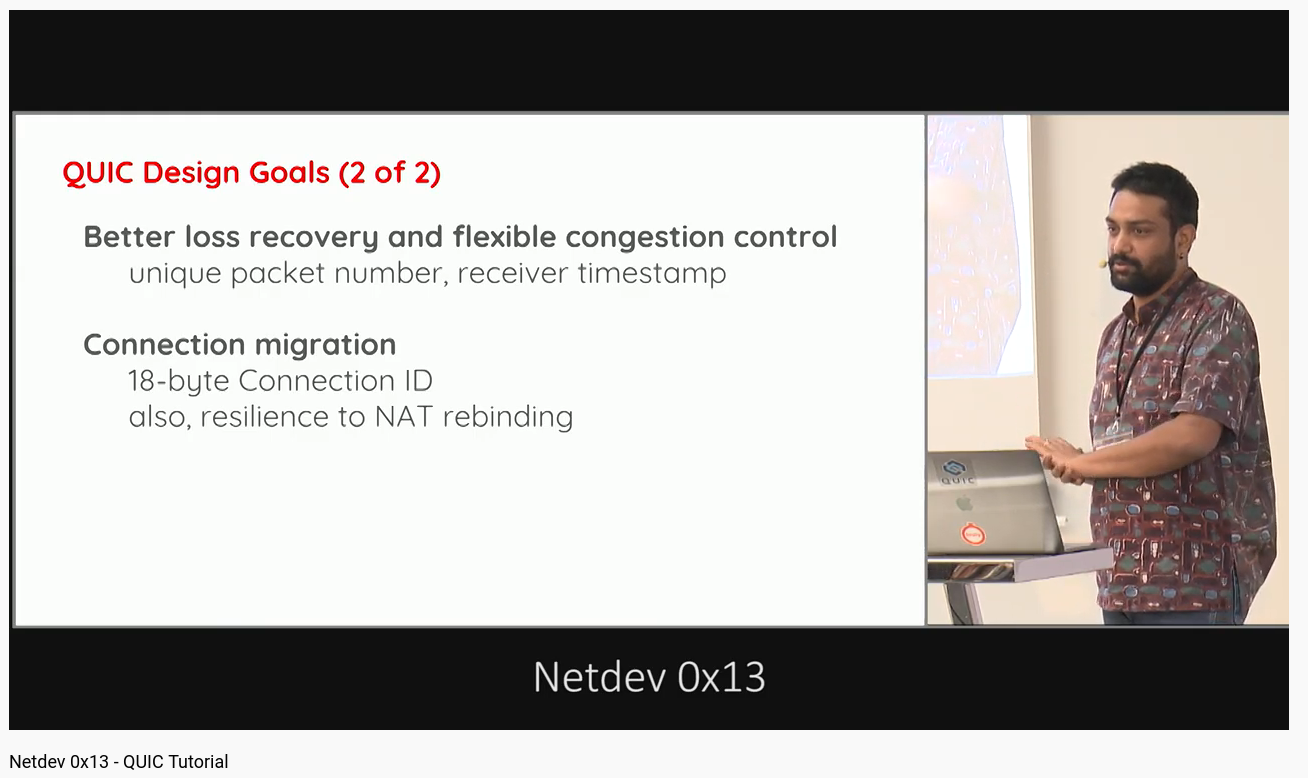 QUIC Design Goals (2 of 2)
Better loss recovery and flexible congestion control
unique packet number, receiver timestamp
Connection migration
18-byte Connection ID
also, resilience to NAT rebinding
QUIC
Netdev 0x13
Netdev 0x13 - QUIC Tutorial